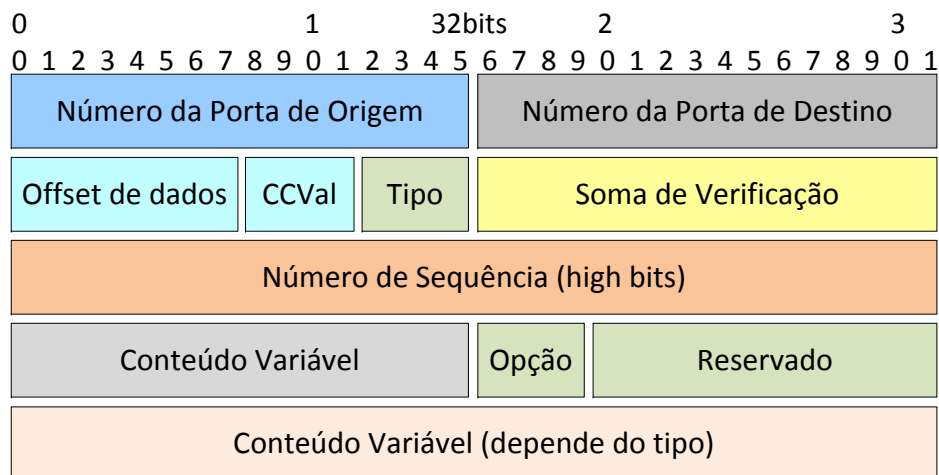 0 1 32bits 2 3
0 1 2 3 4 5 6 7 8 9 0 1 2 3 4 5 6 7 8 9 0 1 2 3 4 5 6 7 8 9 0 1
Número da Porta de Origem Número da Porta de Destino
Offset de dados CCVal Tipo Soma de Verificação
Número de Sequência (high bits)
Conteúdo Variável Opção Reservado
Conteúdo Variável (depende do tipo)